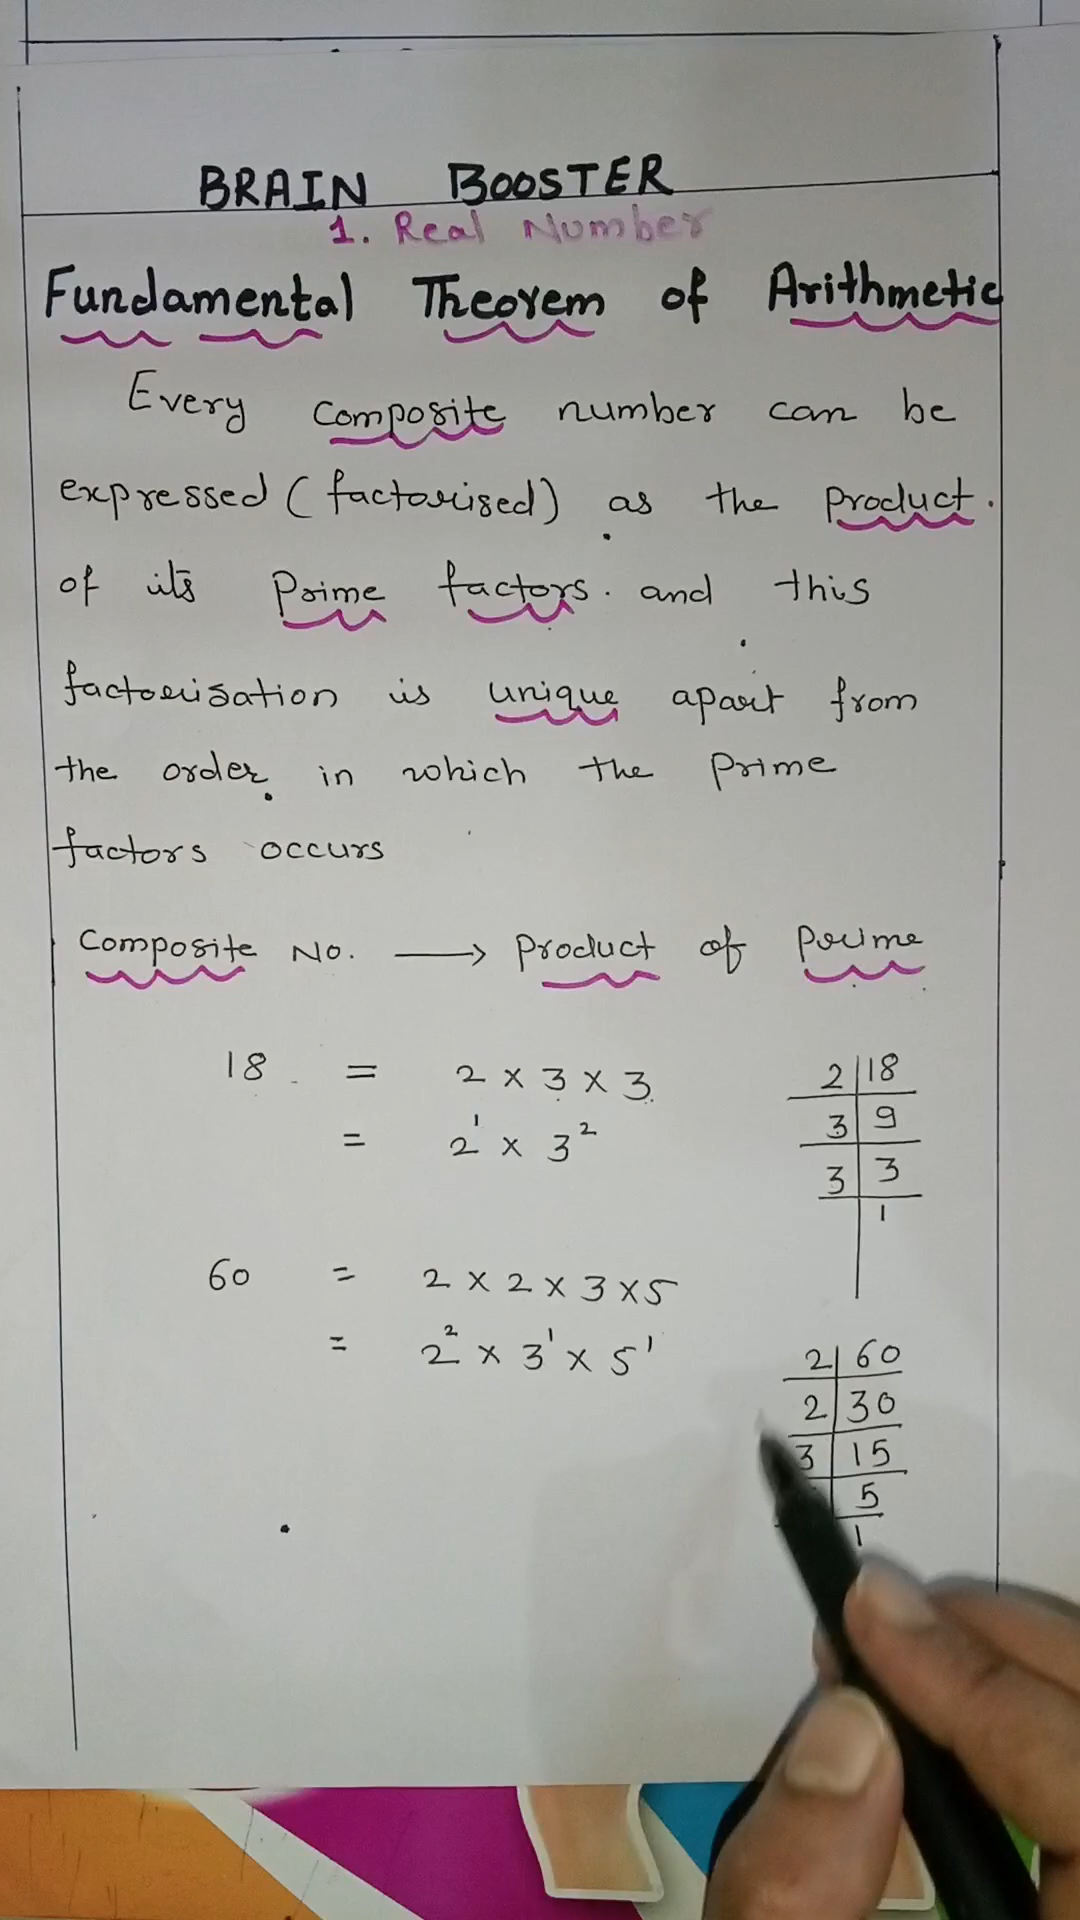 BRAIN BOOSTER
1. Real Number
Fundamental Theorem of Arithmetic
Every composite number can be
expressed (factorised) as the product
of its Prime factors. and this
factorisation is unique apart from
the order in which the prime
factors occurs
Composite No. ⟶ Product of Prime
18 = 2 × 3 × 3
= 2¹ × 3²
2 | 18
3 | 9
3 | 3
1
60 = 2 × 2 × 3 × 5
= 2² × 3¹ × 5¹
2 | 60
2 | 30
3 | 15
5
1